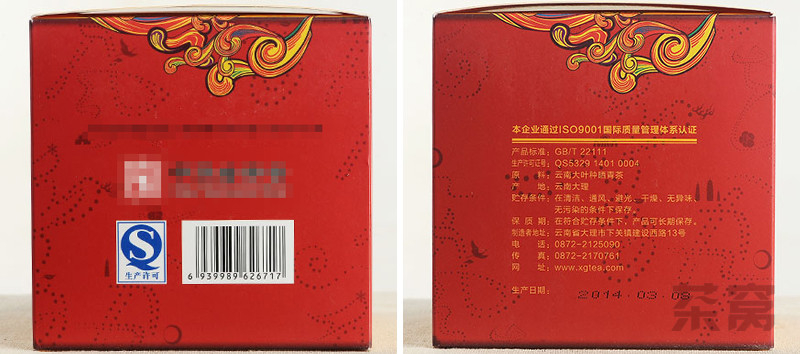 生产许可
6 939989 626717
本企业通过ISO9001国际质量管理体系认证
产品标准: GB/T 22111
生产许可证号: QS5329 1401 0004
原 料: 云南大叶种晒青茶
产 地: 云南大理
贮存条件: 在清洁、通风、避光、干燥、无异味、
无污染的条件下保存。
保 质 期: 在符合贮存条件下, 产品可长期保存。
制造者地址: 云南省大理市下关镇建设西路13号
电 话: 0872-2125090
传 真: 0872-2170761
网 址: www.xgtea.com
生产日期: 2014.03.08
茶窝